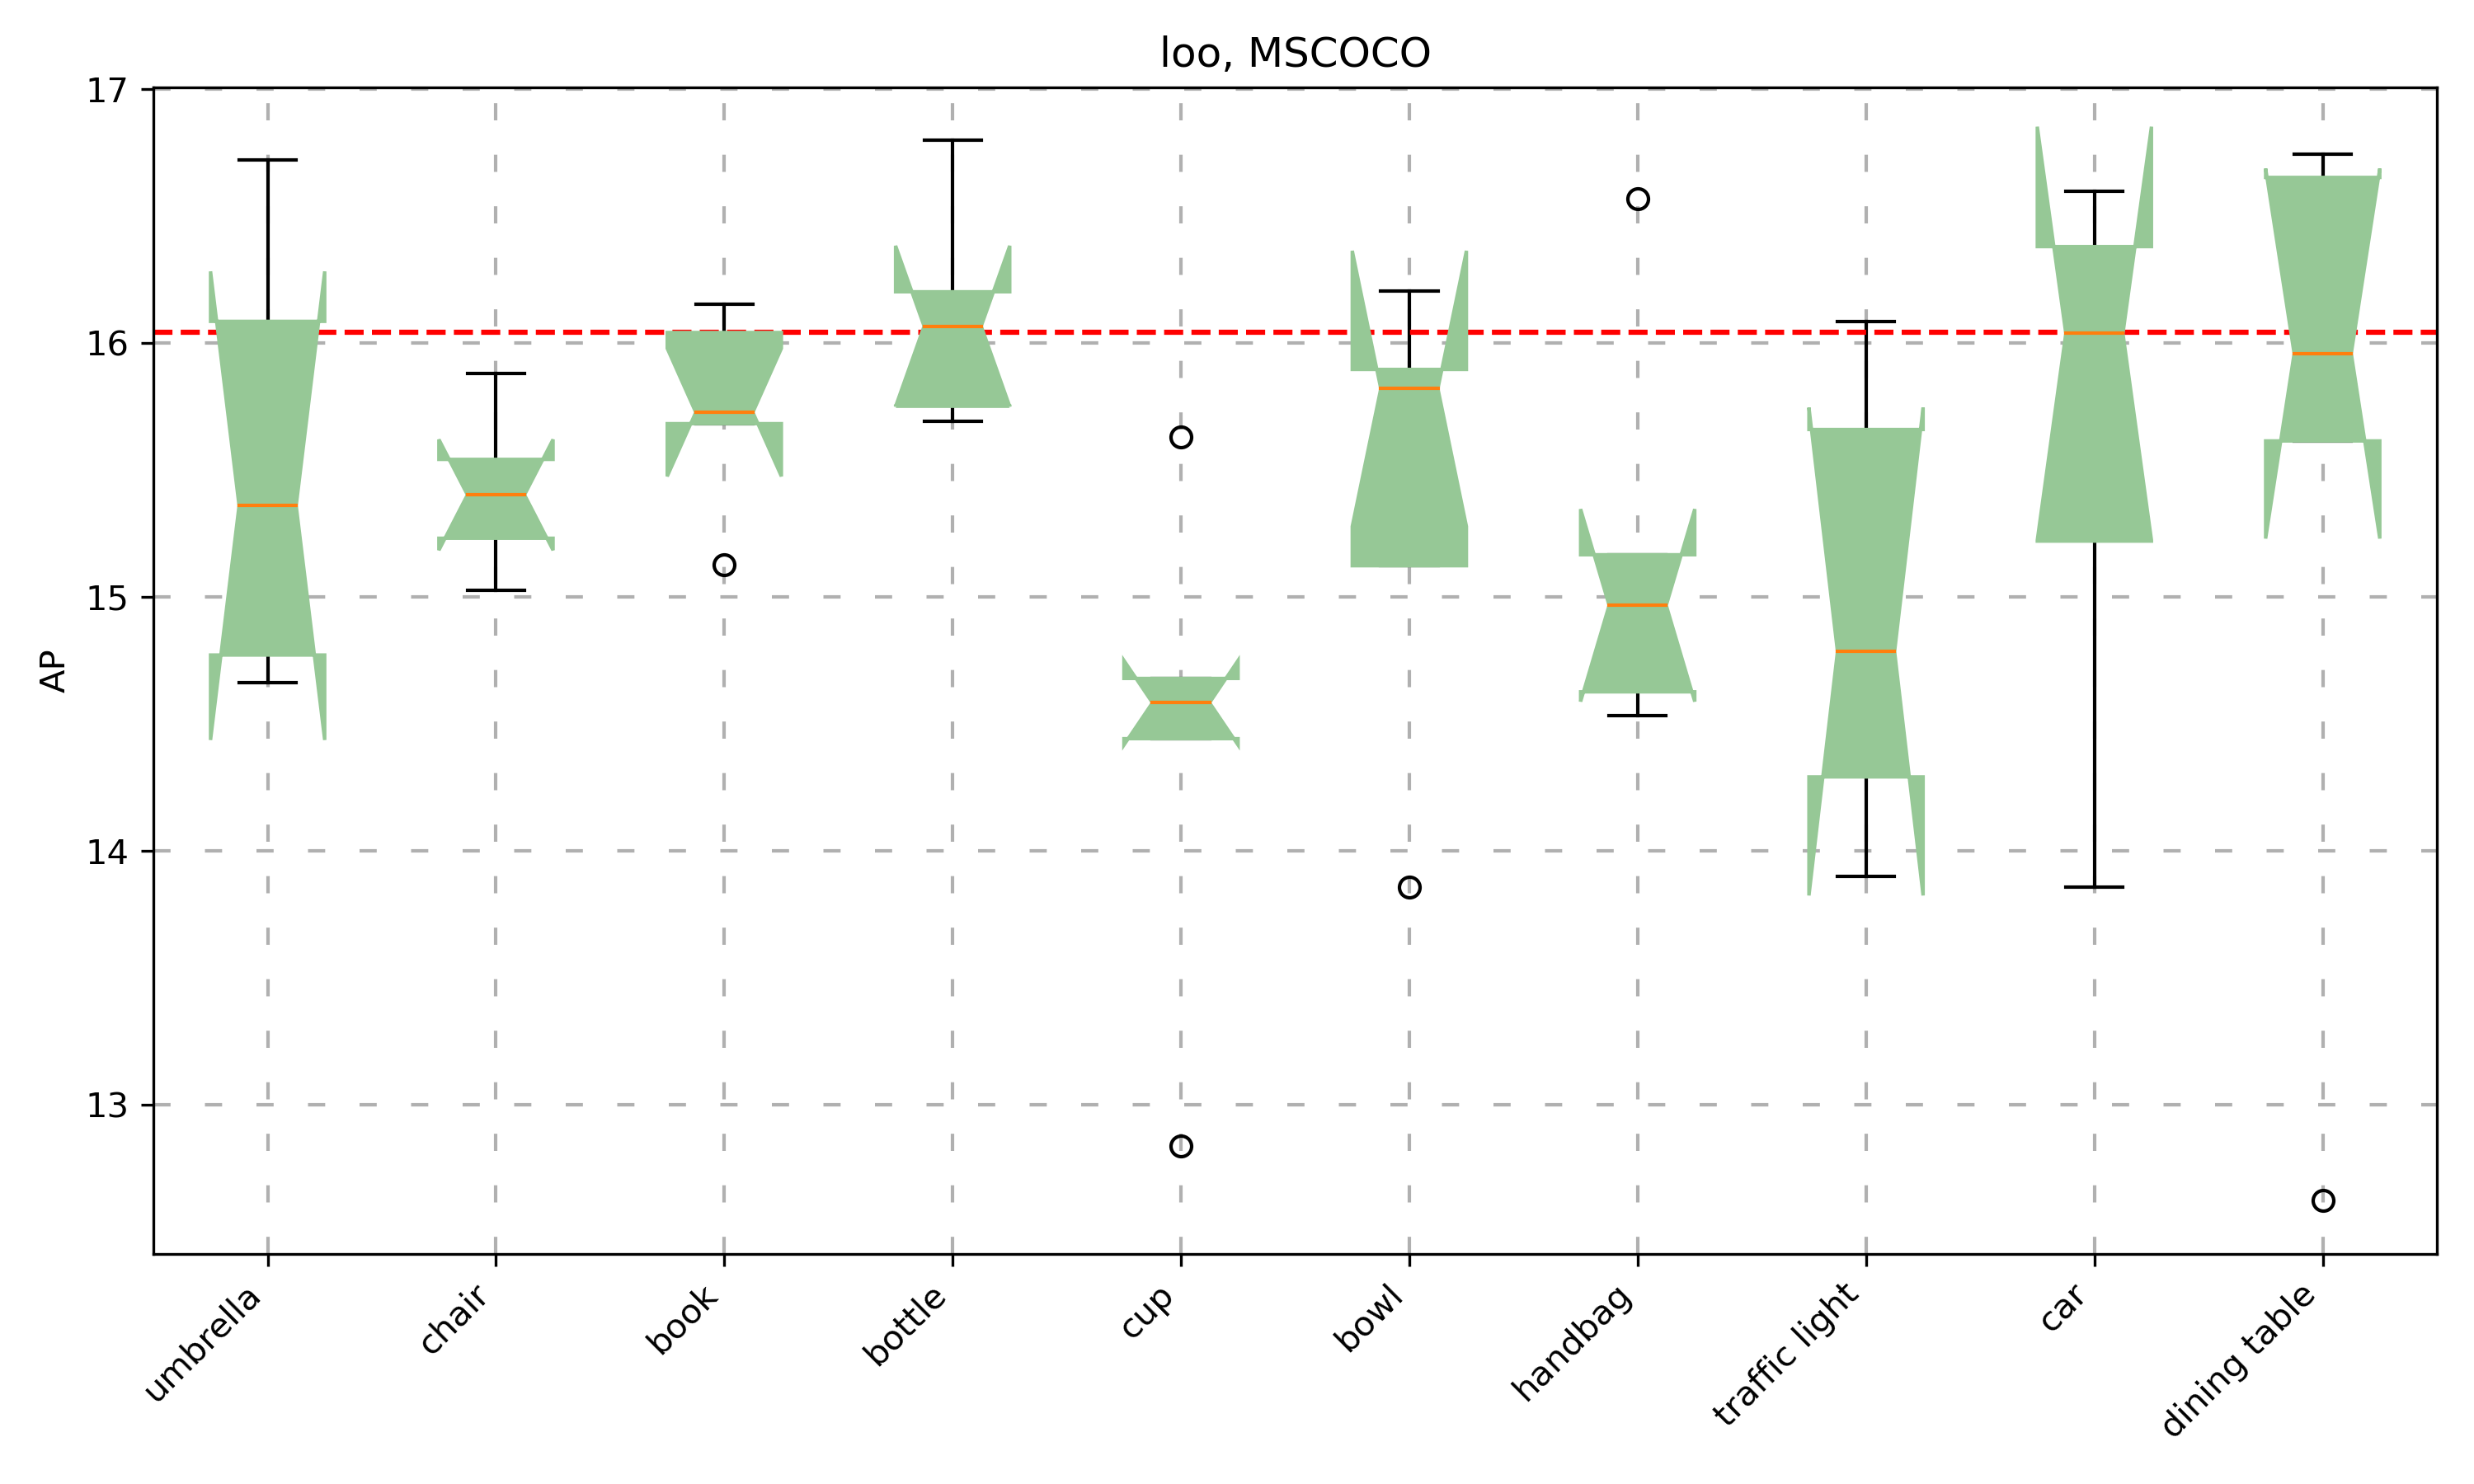 loo, MSCOCO
17
16
15
14
13
AP
umbrella
chair
book
bottle
cup
bowl
handbag
traffic light
car
dining table